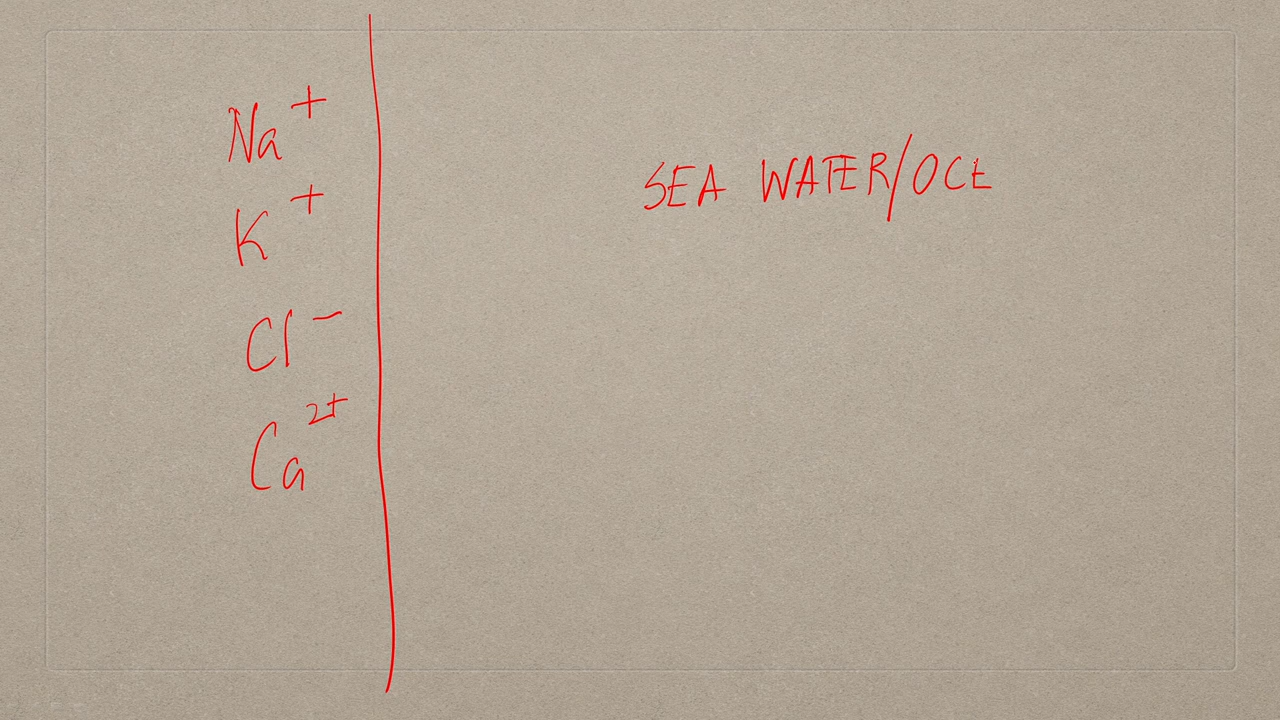 Na⁺
K⁺
Cl⁻
Ca²⁺
SEA WATER/OCE